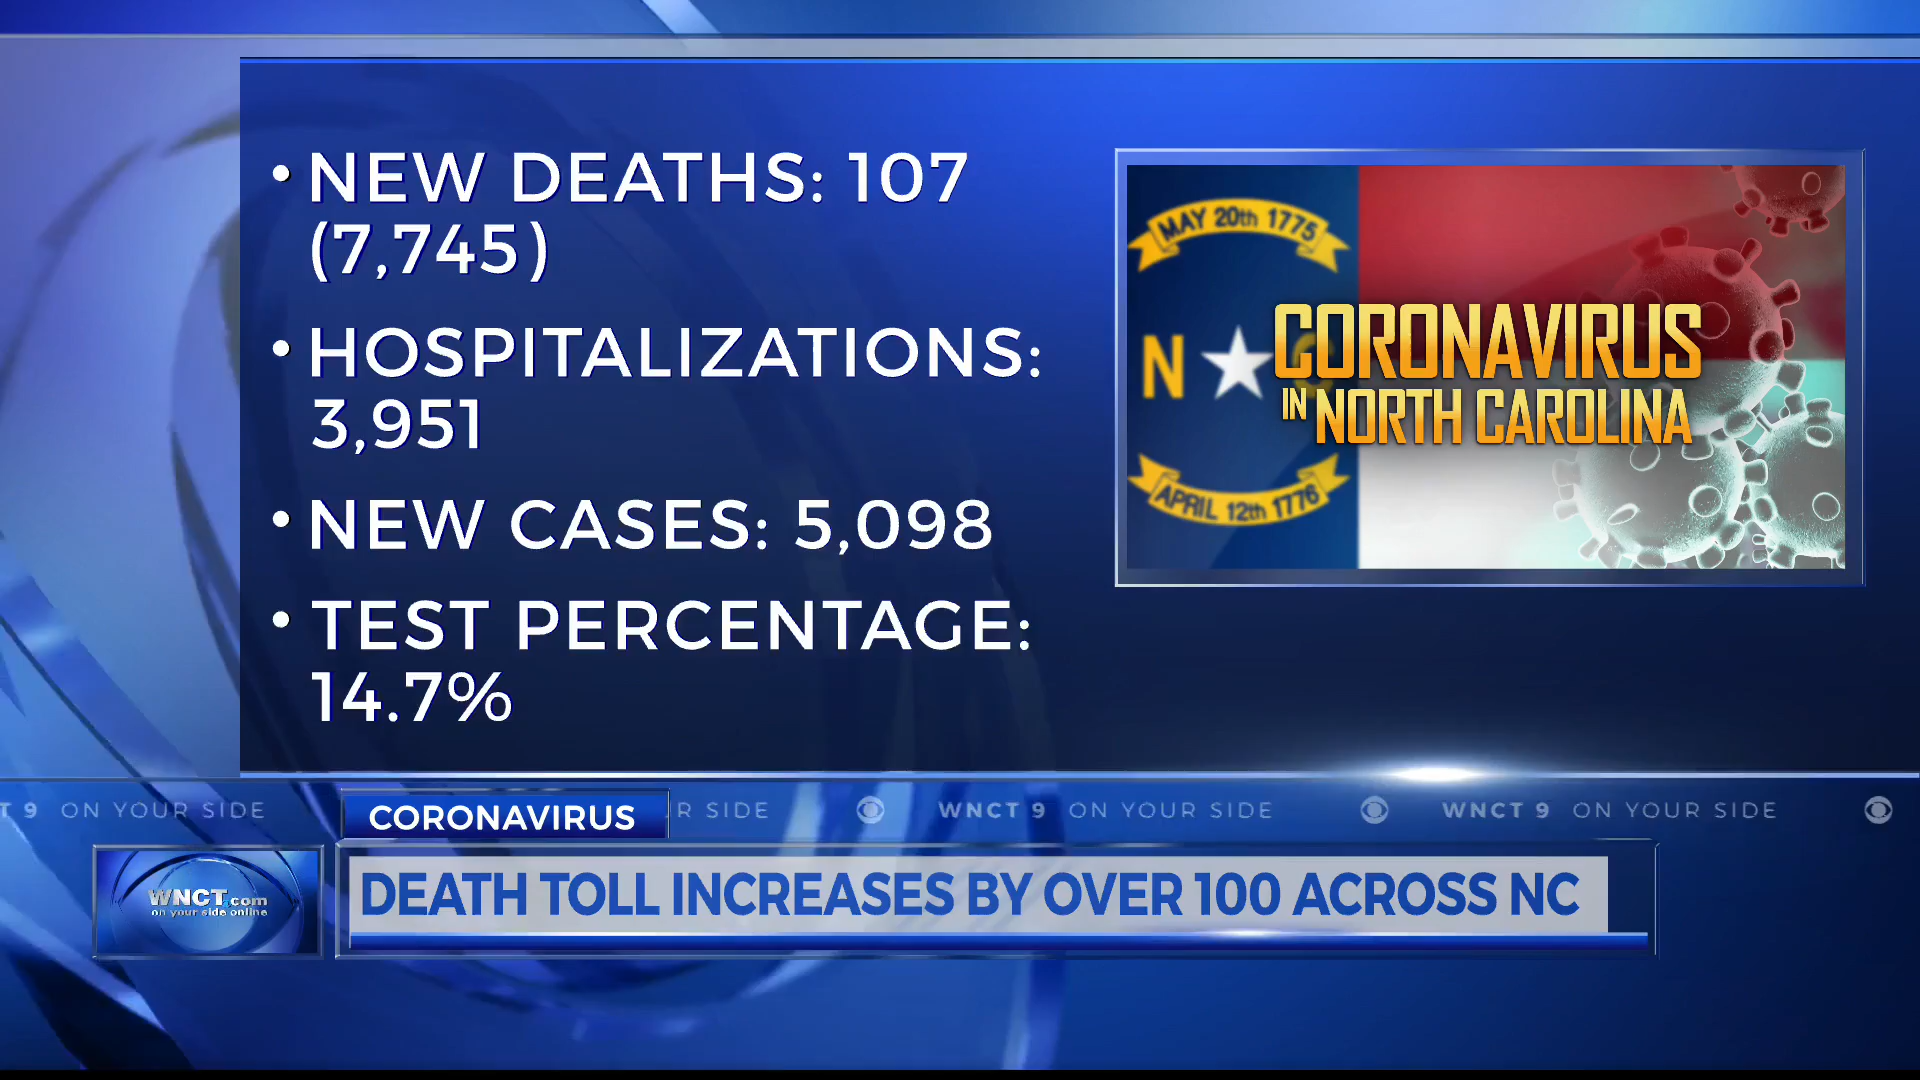 • NEW DEATHS: 107
(7,745)
• HOSPITALIZATIONS:
3,951
• NEW CASES: 5,098
• TEST PERCENTAGE:
14.7%
MAY 20th 1775
N C
CORONAVIRUS
IN NORTH CAROLINA
APRIL 12th 1776
T 9 ON YOUR SIDE
CORONAVIRUS
R SIDE
WNCT 9 ON YOUR SIDE
WNCT 9 ON YOUR SIDE
WNCT.com
on your side online
DEATH TOLL INCREASES BY OVER 100 ACROSS NC